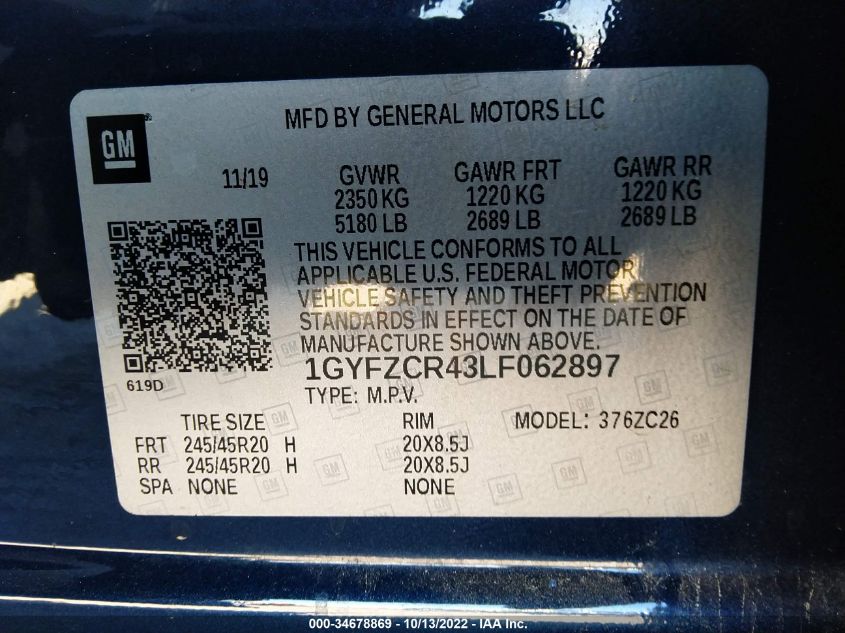 MFD BY GENERAL MOTORS LLC
GM
11/19 GVWR GAWR FRT GAWR RR
2350 KG 1220 KG 1220 KG
5180 LB 2689 LB 2689 LB
THIS VEHICLE CONFORMS TO ALL
APPLICABLE U.S. FEDERAL MOTOR
VEHICLE SAFETY AND THEFT PREVENTION
STANDARDS IN EFFECT ON THE DATE OF
MANUFACTURE SHOWN ABOVE.
619D
1GYFZCR43LF062897
TYPE: M.P.V.
TIRE SIZE RIM MODEL: 376ZC26
FRT 245/45R20 H 20X8.5J
RR 245/45R20 H 20X8.5J
SPA NONE NONE
000-34678869 - 10/13/2022 - IAA Inc.